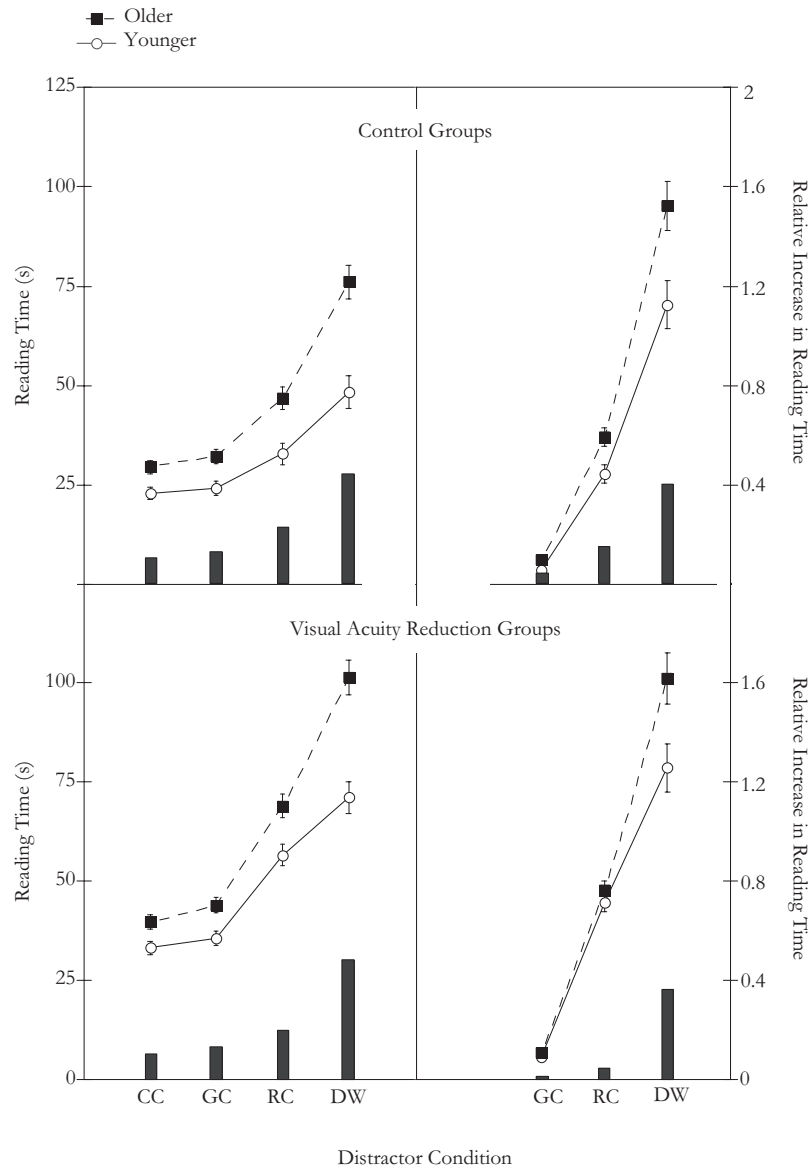 Older
Younger
125
100
75
50
25
Reading Time (s)
Control Groups
2
1.6
1.2
0.8
0.4
Relative Increase in Reading Time
Visual Acuity Reduction Groups
100
75
50
25
0
Reading Time (s)
1.6
1.2
0.8
0.4
0
Relative Increase in Reading Time
CC GC RC DW GC RC DW
Distractor Condition